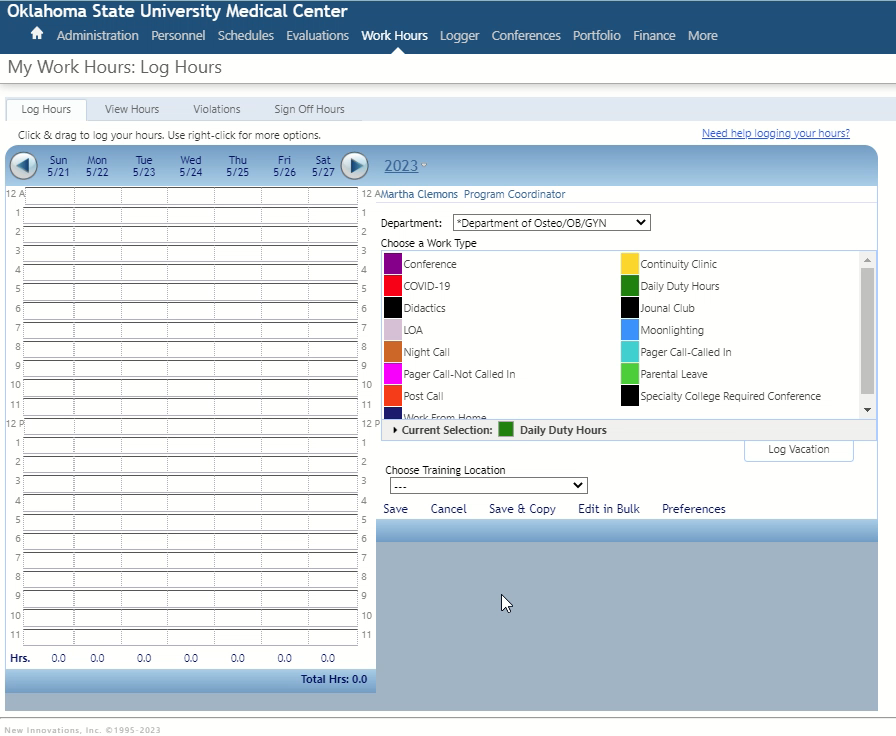 Oklahoma State University Medical Center
Administration Personnel Schedules Evaluations Work Hours Logger Conferences Portfolio Finance More
My Work Hours: Log Hours
Log Hours View Hours Violations Sign Off Hours
Click & drag to log your hours. Use right-click for more options.
Need help logging your hours?
Sun Mon Tue Wed Thu Fri Sat
5/21 5/22 5/23 5/24 5/25 5/26 5/27
2023
12 A 12 A
Martha Clemons Program Coordinator
1 1
2 2
3 3
4 4
5 5
6 6
7 7
8 8
9 9
10 10
11 11
12 P 12 P
1 1
2 2
3 3
4 4
5 5
6 6
7 7
8 8
9 9
10 10
11 11
Hrs. 0.0 0.0 0.0 0.0 0.0 0.0 0.0
Total Hrs: 0.0
Department: *Department of Osteo/OB/GYN
Choose a Work Type
Conference Continuity Clinic
COVID-19 Daily Duty Hours
Didactics Jounal Club
LOA Moonlighting
Night Call Pager Call-Called In
Pager Call-Not Called In Parental Leave
Post Call Specialty College Required Conference
Work From Home
Current Selection: Daily Duty Hours
Log Vacation
Choose Training Location
---
Save Cancel Save & Copy Edit in Bulk Preferences
New Innovations, Inc. ©1995-2023